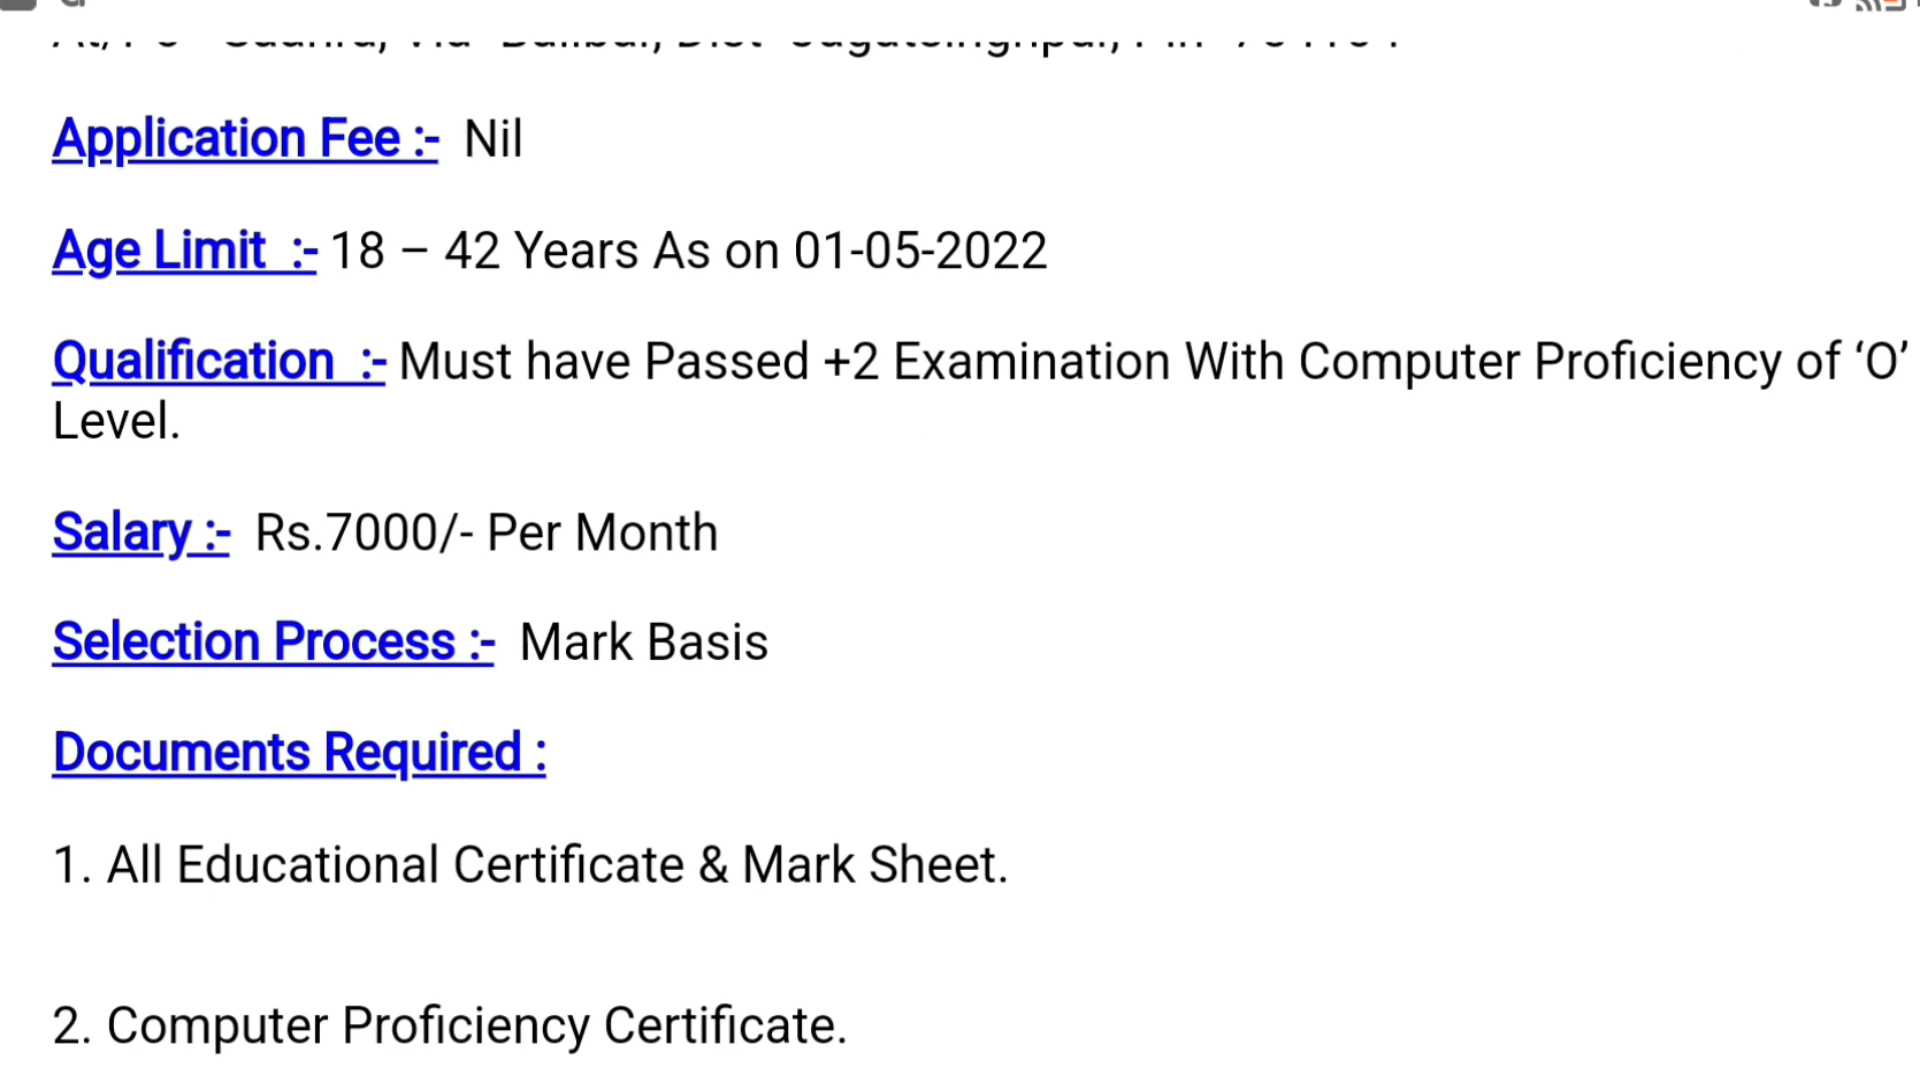 Application Fee :- Nil
Age Limit :- 18 – 42 Years As on 01-05-2022
Qualification :- Must have Passed +2 Examination With Computer Proficiency of ‘O’
Level.
Salary :- Rs.7000/- Per Month
Selection Process :- Mark Basis
Documents Required :
1. All Educational Certificate & Mark Sheet.
2. Computer Proficiency Certificate.